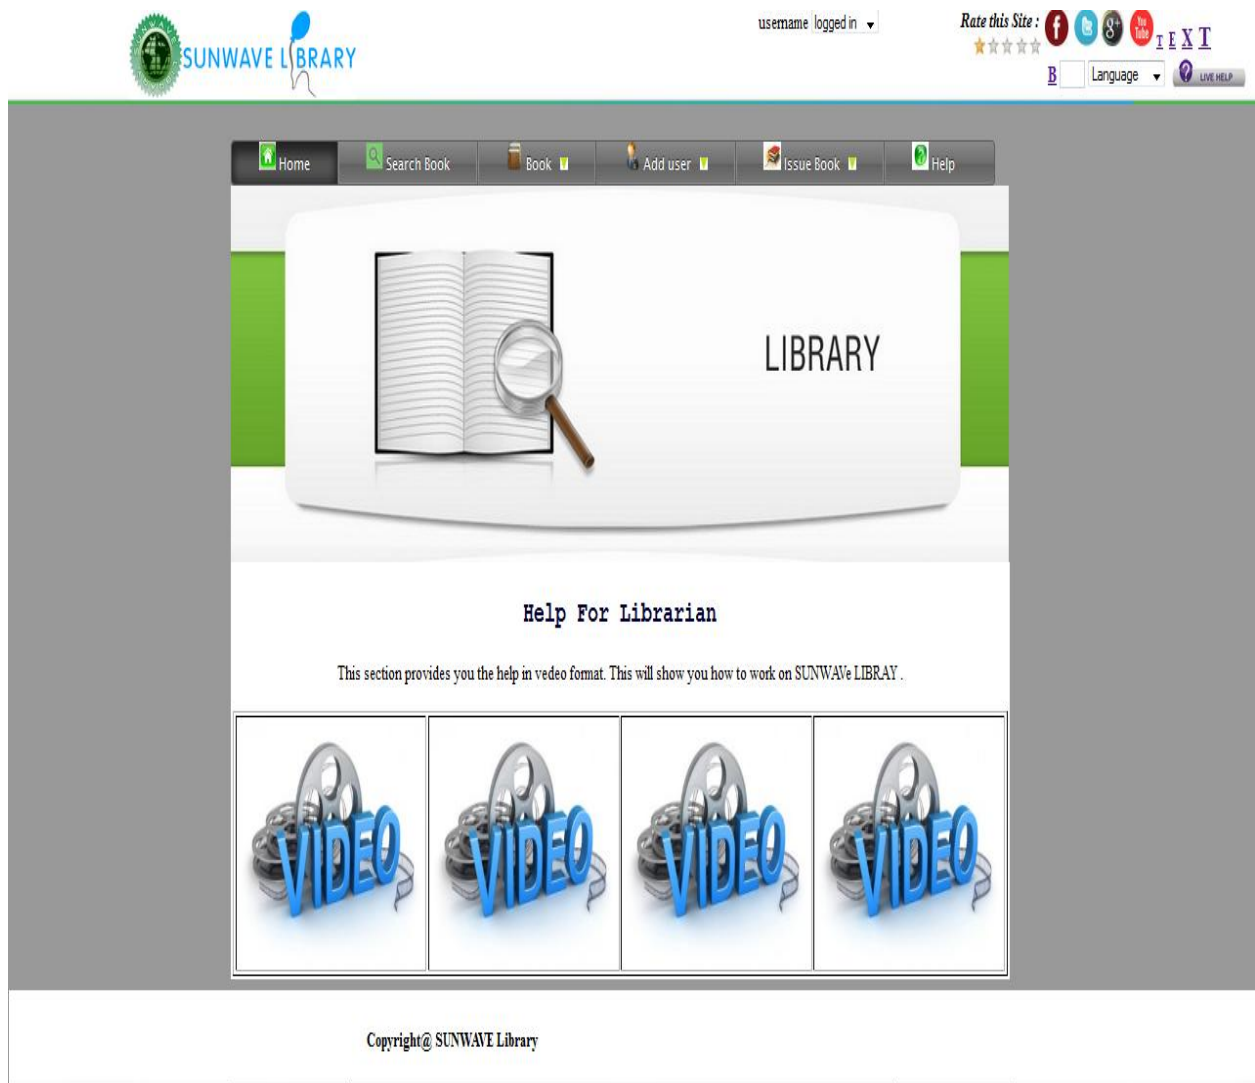 SUNWAVE LIBRARY
username logged in
Rate this Site :
You Tube
T E X T
B Language LIVE HELP
Home Search Book Book Add user Issue Book Help
LIBRARY
Help For Librarian
This section provides you the help in vedeo format. This will show you how to work on SUNWAVe LIBRAY .
VIDEO VIDEO VIDEO VIDEO
Copyright@ SUNWAVE Library